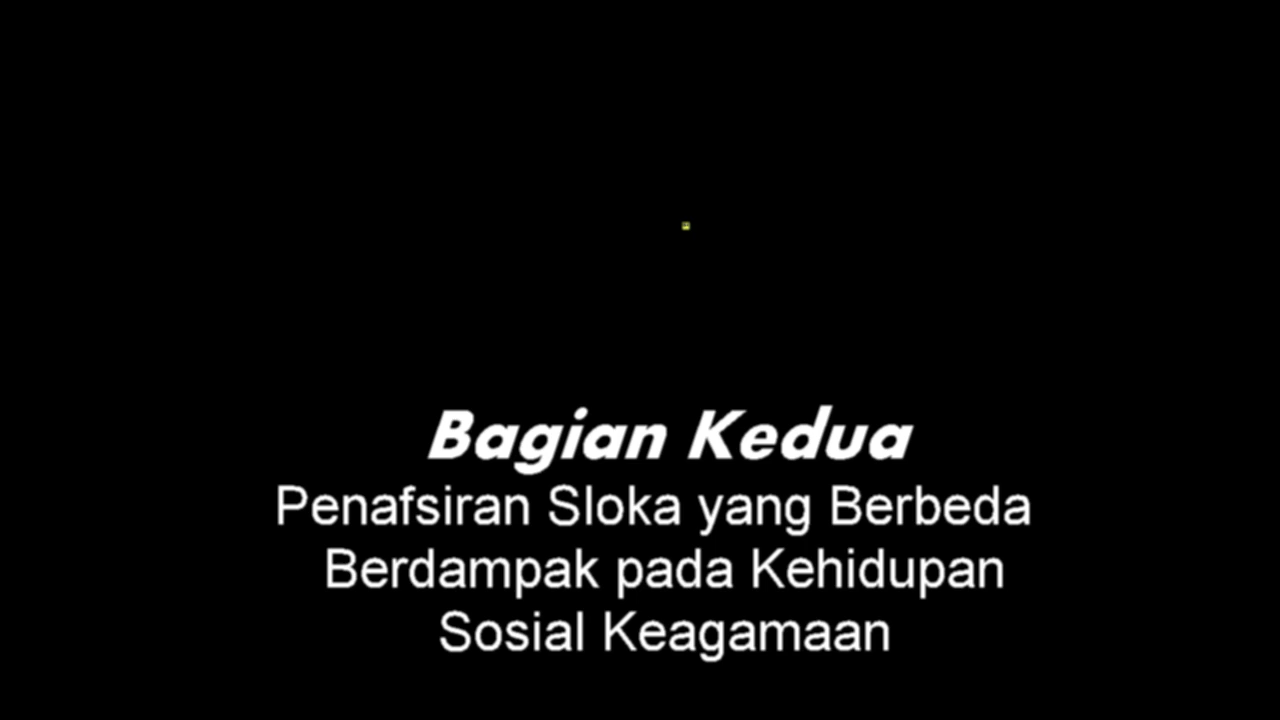 Bagian Kedua
Penafsiran Sloka yang Berbeda
Berdampak pada Kehidupan
Sosial Keagamaan